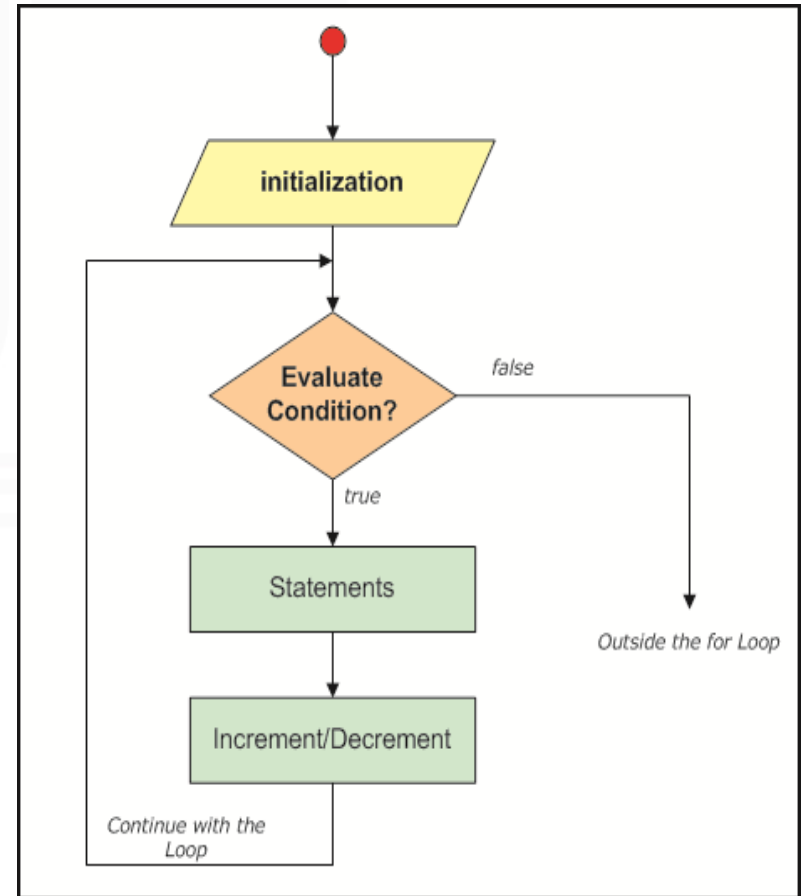 initialization
Evaluate
Condition?
false
true
Statements
Outside the for Loop
Increment/Decrement
Continue with the
Loop